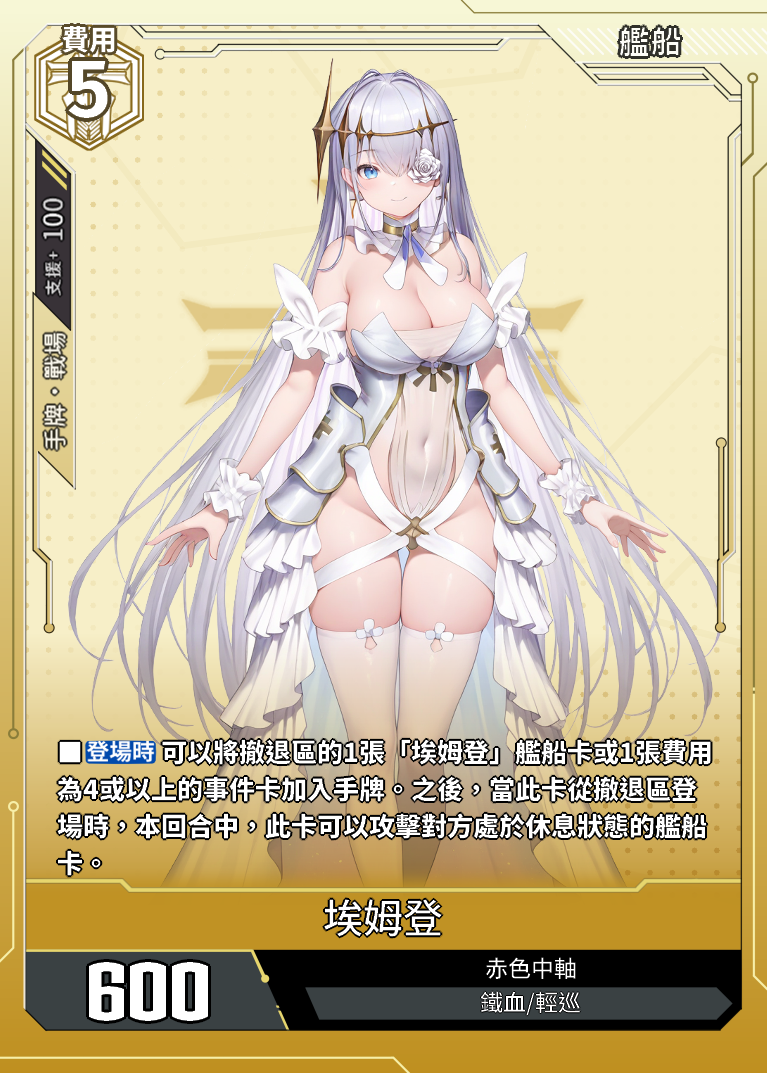 費用
5
艦船
支援+ 100
手牌・戰場
■登場時 可以將撤退區的1張「埃姆登」艦船卡或1張費用
為4或以上的事件卡加入手牌。之後，當此卡從撤退區登
場時，本回合中，此卡可以攻擊對方處於休息狀態的艦船
卡。
埃姆登
600
赤色中軸
鐵血/輕巡